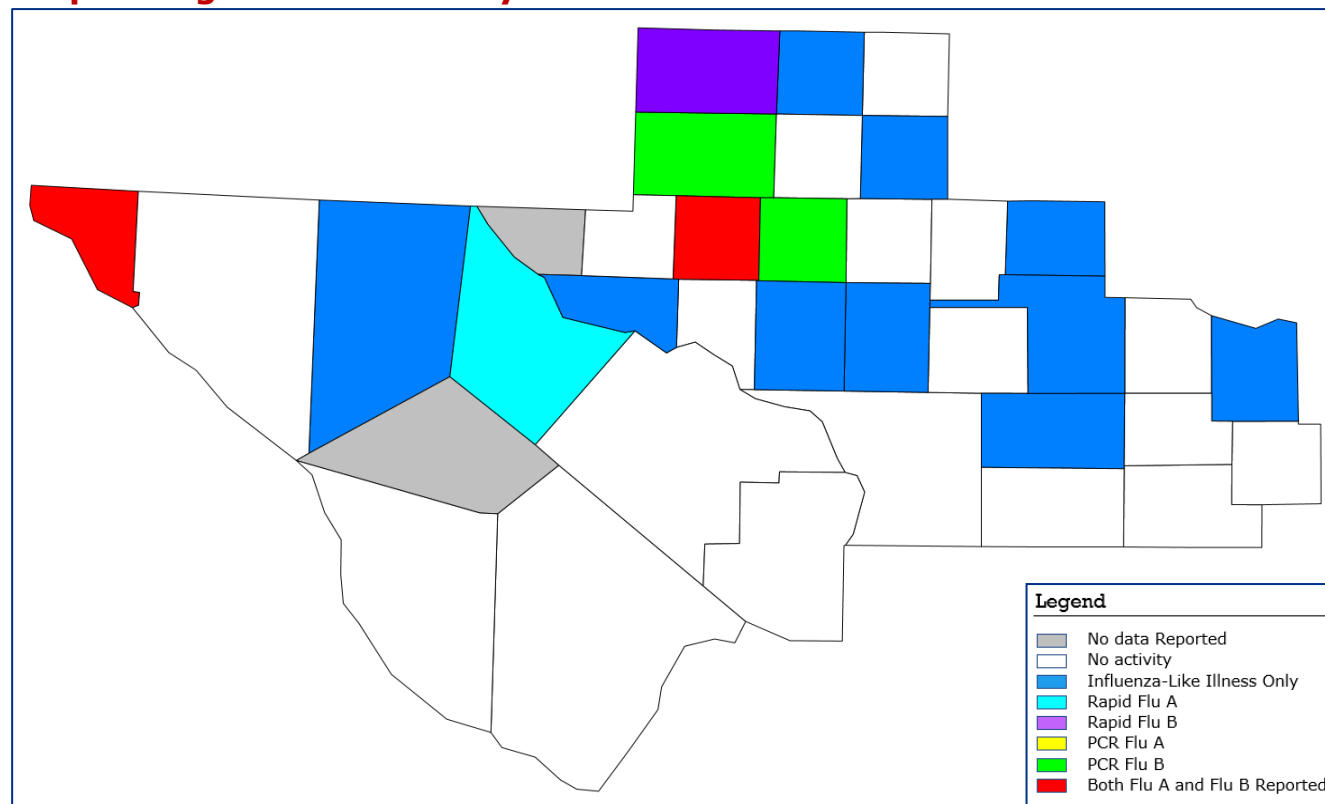 Legend
No data Reported
No activity
Influenza-Like Illness Only
Rapid Flu A
Rapid Flu B
PCR Flu A
PCR Flu B
Both Flu A and Flu B Reported